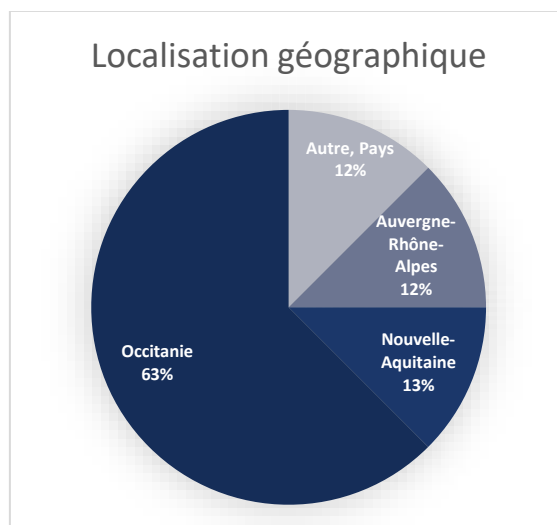 Localisation géographique
Autre, Pays
12%
Auvergne-
Rhône-
Alpes
12%
Nouvelle-
Aquitaine
13%
Occitanie
63%